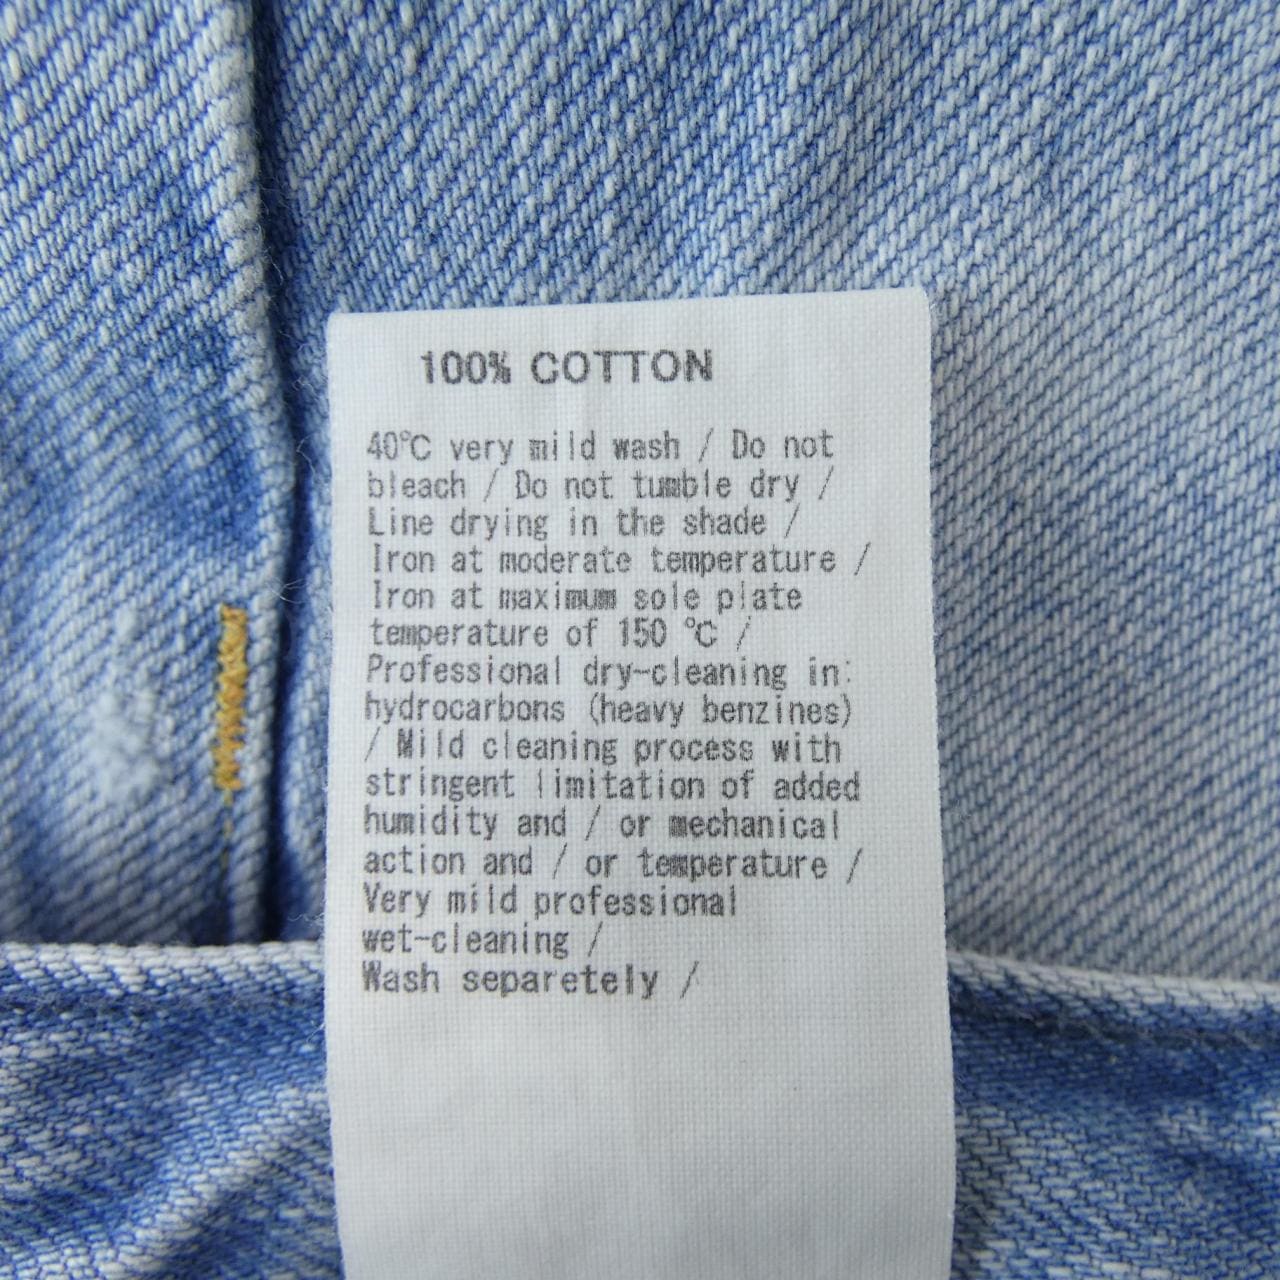 100% COTTON
40℃ very mild wash / Do not
bleach / Do not tumble dry /
Line drying in the shade /
Iron at moderate temperature /
Iron at maximum sole plate
temperature of 150 ℃ /
Professional dry-cleaning in:
hydrocarbons (heavy benzines)
/ Mild cleaning process with
stringent limitation of added
humidity and / or mechanical
action and / or temperature /
Very mild professional
wet-cleaning /
Wash separetely /